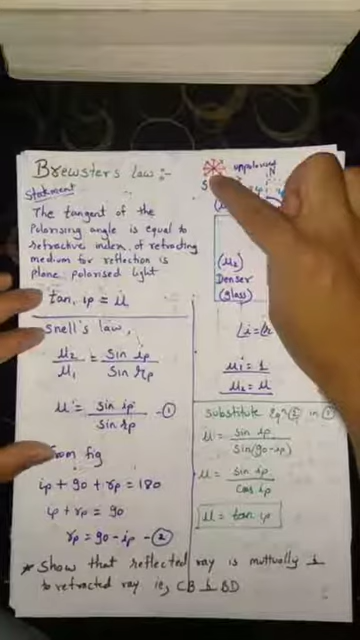 Brewster's law :-
Statment
The tangent of the
Polarising angle is equal to
refractive index of refracting
medium for reflection is
plane polarised light
tan ip = μ
Snell's law,
μ2/μ1 = Sin ip / Sin rp
μ = sin ip / sin rp - ①
From fig
ip + 90 + rp = 180
ip + rp = 90
rp = 90 - ip - ②
unpolarised
S
N
(μ2)
Denser
(glass)
μ1 = 1
μ2 = μ
substitute Eqn ② in ①
μ = sin ip / sin(90-ip)
μ = sin ip / cos ip
μ = tan ip
* Show that reflected ray is muttually ⊥
to refracted ray ie, CB ⊥ BD